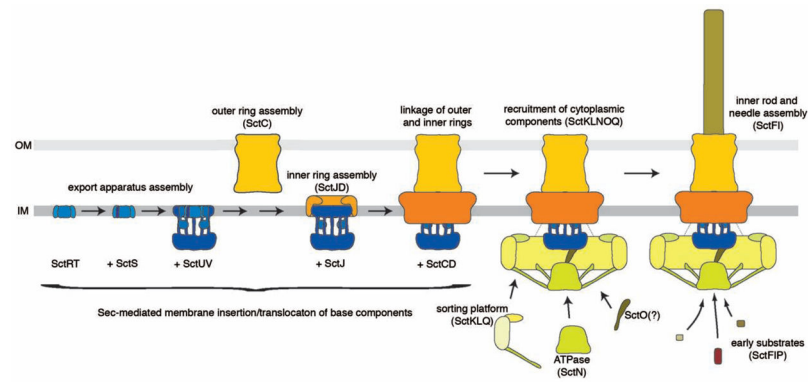 outer ring assembly
(SctC)
linkage of outer
and inner rings
recruitment of cytoplasmic
components (SctKLNOQ)
inner rod and
needle assembly
(SctFI)
OM
export apparatus assembly
inner ring assembly
(SctJD)
IM
SctRT
+ SctS
+ SctUV
+ SctJ
+ SctCD
Sec-mediated membrane insertion/translocaton of base components
sorting platform
(SctKLQ)
ATPase
(SctN)
SctO(?)
early substrates
(SctFIP)